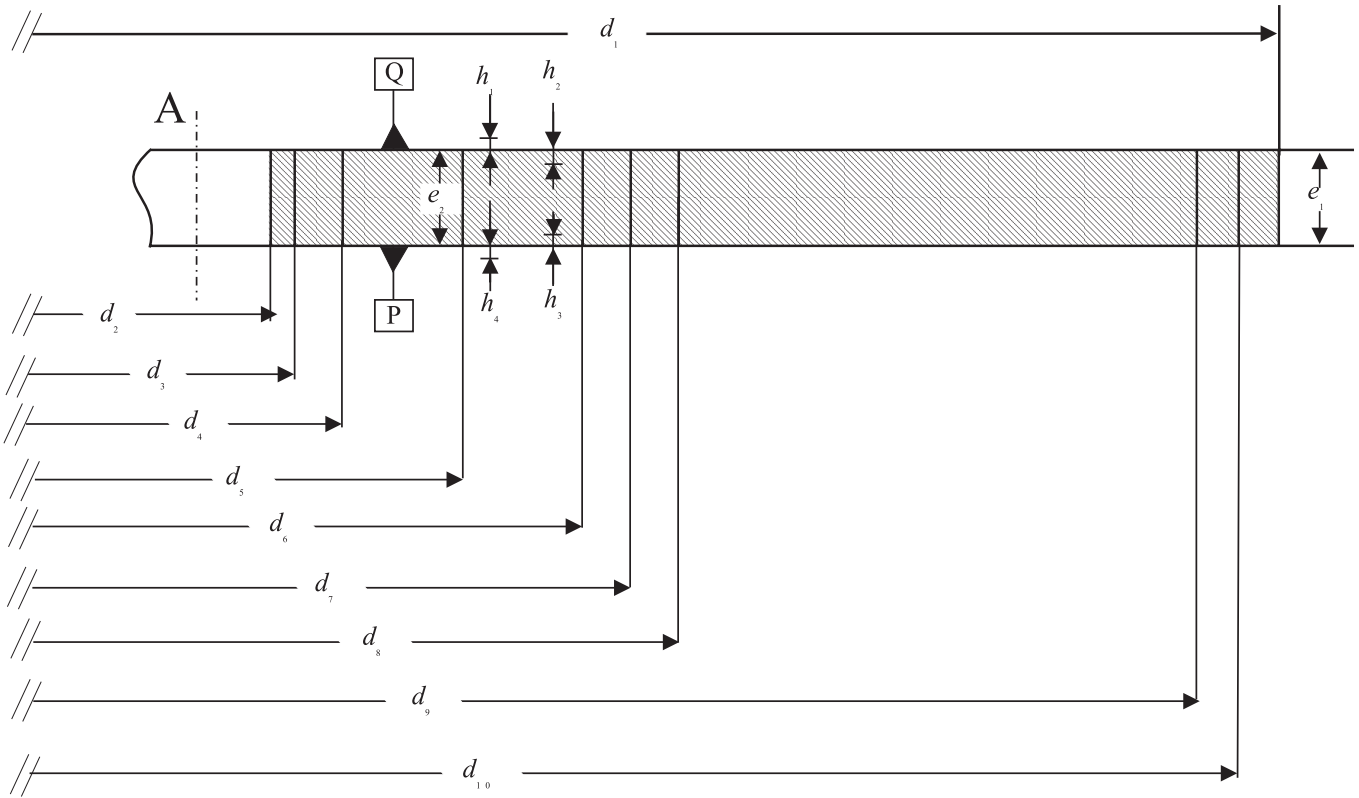 d₁
Q
h₁
h₂
A
e₂
e₁
P
h₄
h₃
d₂
d₃
d₄
d₅
d₆
d₇
d₈
d₉
d₁₀